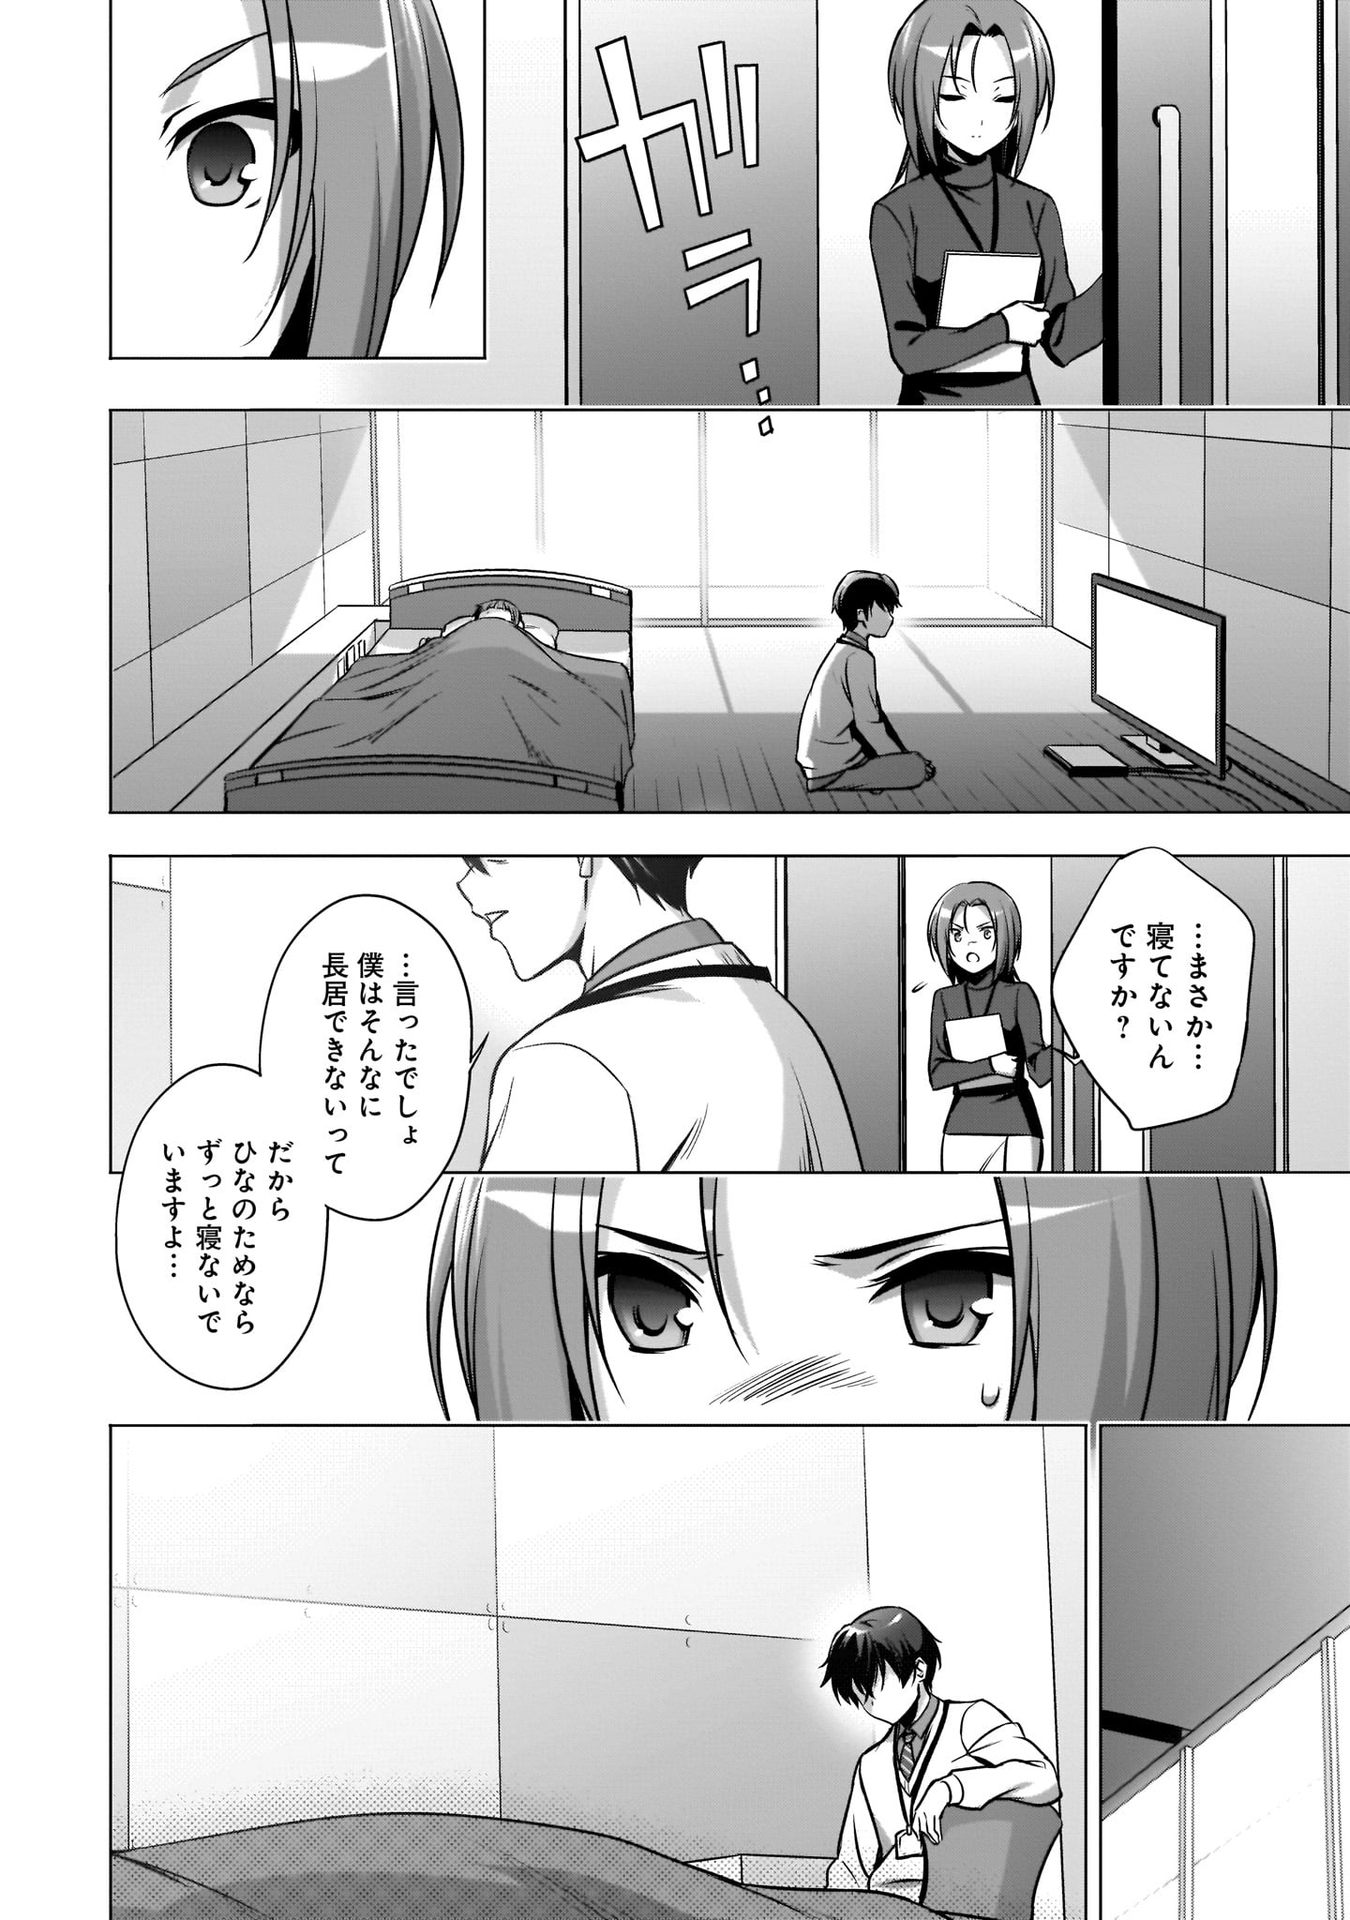 ガラッ…
…まさか…
寝てないん
ですか?
…言ったでしょ
僕はそんなに
長居できないって
だから
ひなのためなら
ずっと寝ないで
いますよ…